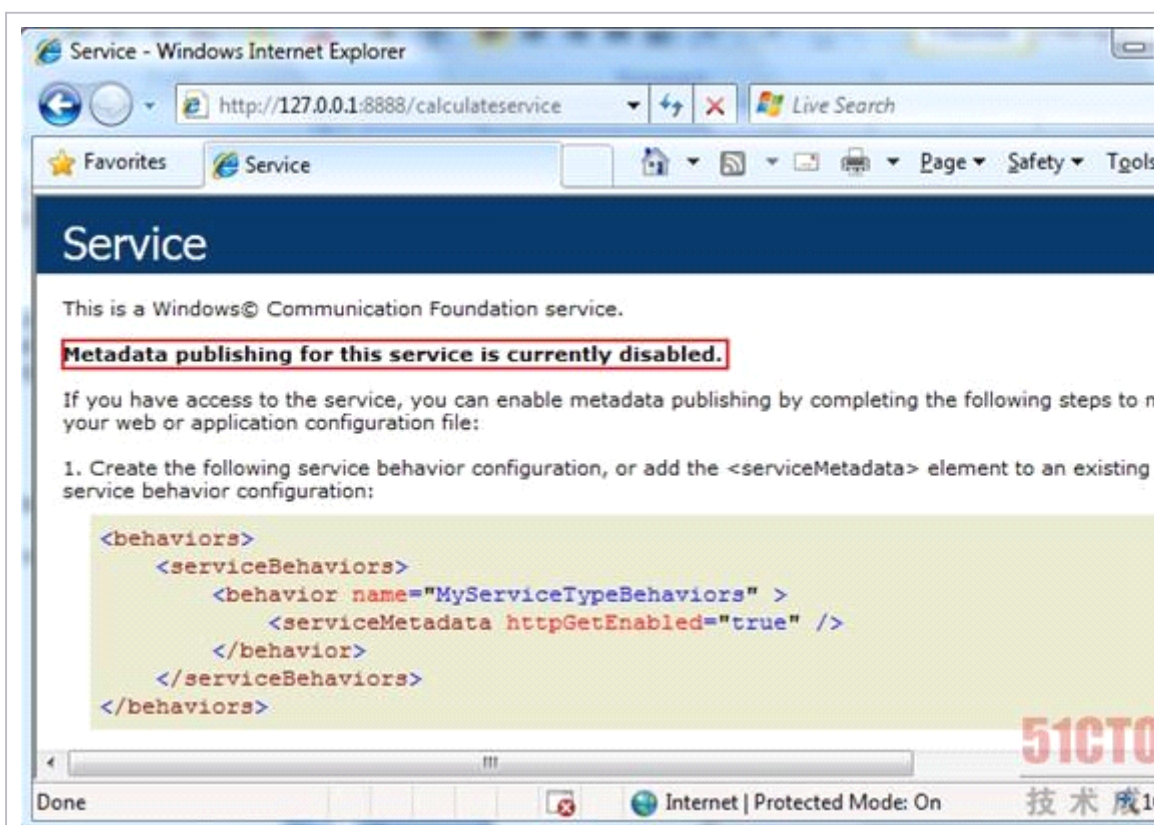 Service - Windows Internet Explorer
http://127.0.0.1:8888/calculateservice
Live Search
Favorites
Service
Page
Safety
Tools
Service
This is a Windows© Communication Foundation service.
Metadata publishing for this service is currently disabled.
If you have access to the service, you can enable metadata publishing by completing the following steps to
your web or application configuration file:
1. Create the following service behavior configuration, or add the <serviceMetadata> element to an existing
service behavior configuration:
<behaviors>
<serviceBehaviors>
<behavior name="MyServiceTypeBehaviors" >
<serviceMetadata httpGetEnabled="true" />
</behavior>
</serviceBehaviors>
</behaviors>
51CTO
Done
Internet | Protected Mode: On
技术成